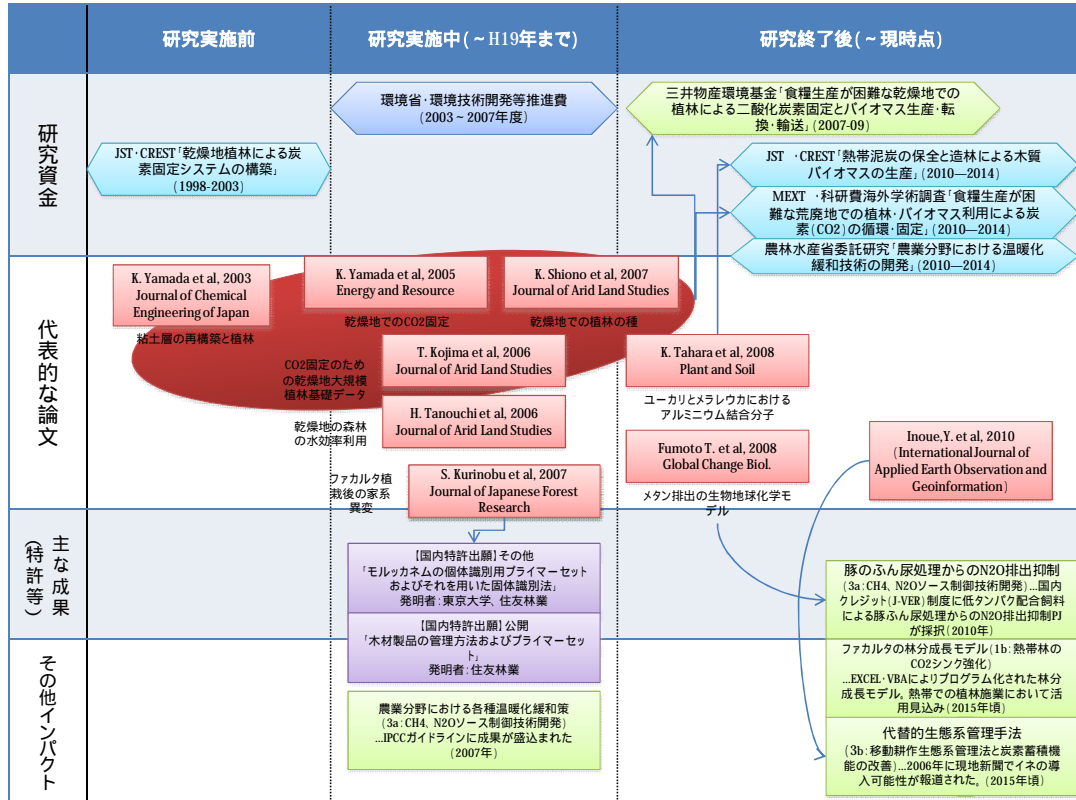 研究実施前
研究実施中(～H19年まで)
研究終了後(～現時点)
研究資金
JST・CREST「乾燥地植林による炭
素固定システムの構築」
(1998-2003)
環境省・環境技術開発等推進費
(2003～2007年度)
三井物産環境基金「食糧生産が困難な乾燥地で
の植林による二酸化炭素固定とバイオマス生産・転
換・輸送」(2007-09)
JST ・CREST「熱帯泥炭の保全と造林による木質
バイオマスの生産」(2010―2014)
MEXT ・科研費海外学術調査「食糧生産が困
難な荒廃地での植林・バイオマス利用による炭
素(CO2)の循環・固定」(2010―2014)
農林水産省委託研究「農業分野における温暖化
緩和技術の開発」(2010―2014)
代表的な論文
K. Yamada et al, 2003
Journal of Chemical
Engineering of Japan
粘土層の再構築と植林
K. Yamada et al, 2005
Energy and Resource
乾燥地でのCO2固定
K. Shiono et al, 2007
Journal of Arid Land Studies
乾燥地での植林の種
CO2固定のため
の乾燥地大規模
植林基礎データ
T. Kojima et al, 2006
Journal of Arid Land Studies
乾燥地の森林
の水効率利用
H. Tanouchi et al, 2006
Journal of Arid Land Studies
ファカルタ植
栽後の家系
異変
S. Kurinobu et al, 2007
Journal of Japanese Forest
Research
K. Tahara et al, 2008
Plant and Soil
ユーカリとメラレウカにおける
アルミニウム結合分子
Fumoto T. et al, 2008
Global Change Biol.
メタン排出の生物地球化学モ
デル
Inoue,Y. et al, 2010
(International Journal of
Applied Earth Observation and
Geoinformation)
主な成果
(特許等)
【国内特許出願】その他
「モルッカネムの個体識別用プライマーセット
およびそれを用いた固体識別法」
発明者：東京大学、住友林業
【国内特許出願】公開
「木材製品の管理方法およびプライマーセッ
ト」
発明者：住友林業
豚のふん尿処理からのN2O排出抑制
(3a：CH4、N2Oソース制御技術開発)...国内
クレジット(J-VER)制度に低タンパク配合飼料
による豚ふん尿処理からのN2O排出抑制PJ
が採択(2010年)
その他インパクト
農業分野における各種温暖化緩和策
(3a：CH4、N2Oソース制御技術開発)
...IPCCガイドラインに成果が盛込まれた
(2007年)
ファカルタの林分成長モデル(1b：熱帯林の
CO2シンク強化)
...EXCEL・VBAによりプログラム化された林分
成長モデル。熱帯での植林施業において活
用見込み(2015年頃)
代替的生態系管理手法
(3b：移動耕作生態系管理法と炭素蓄積機
能の改善)...2006年に現地新聞でイネの導
入可能性が報道された。(2015年頃)